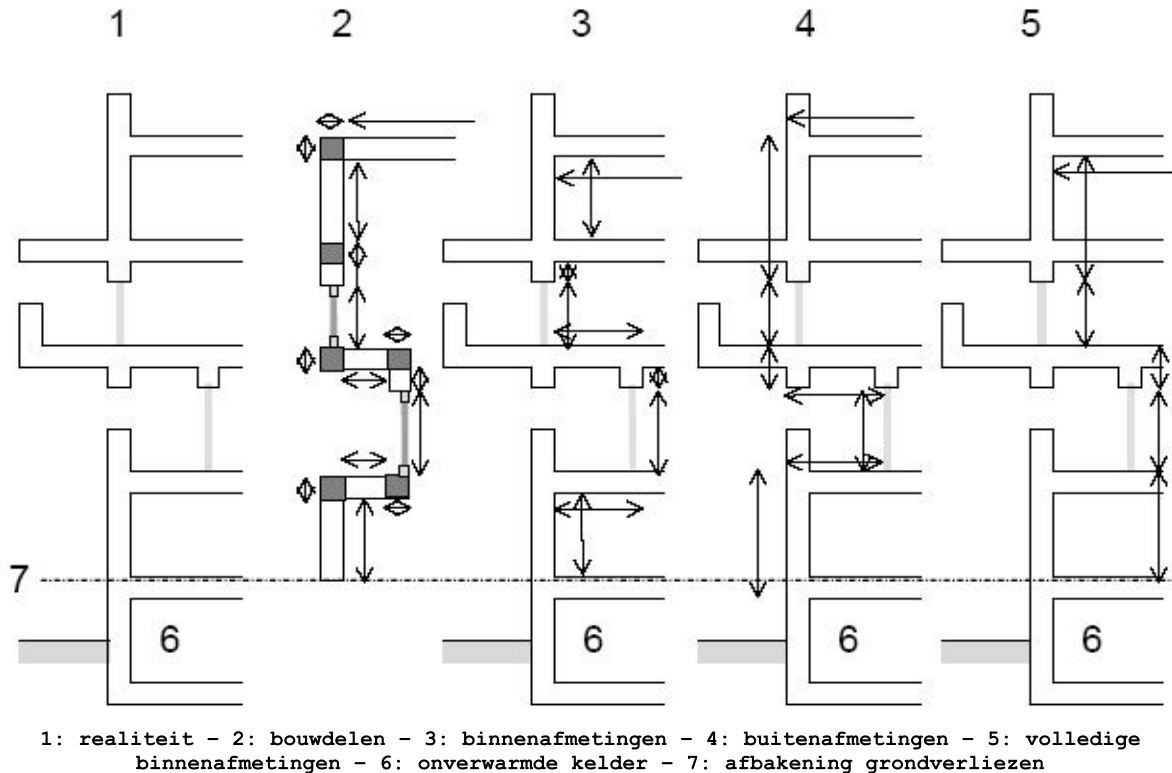 1 2 3 4 5
7
6 6 6 6
1: realiteit – 2: bouwdelen – 3: binnenafmetingen – 4: buitenafmetingen – 5: volledige
binnenafmetingen – 6: onverwarmde kelder – 7: afbakening grondverliezen